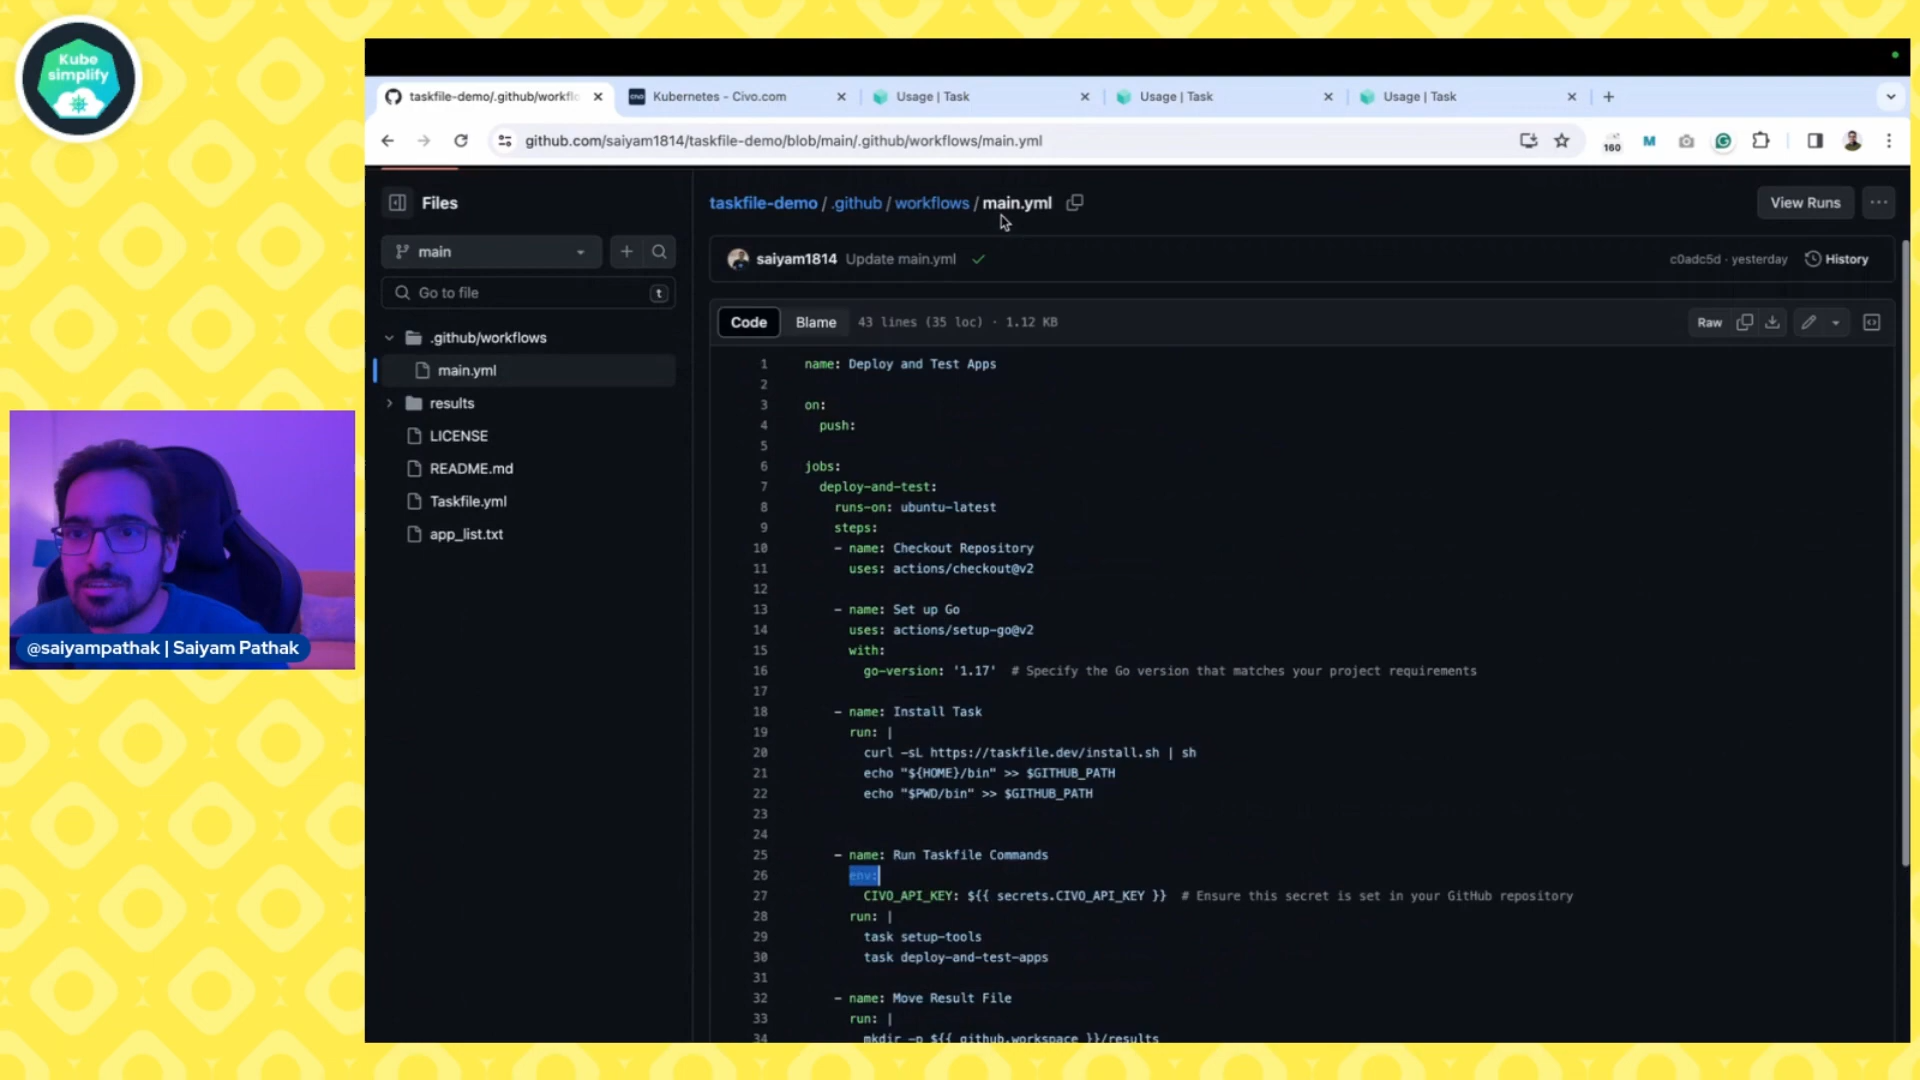 Kube
simplify
taskfile-demo/.github/workfl
Kubernetes - Civo.com
Usage | Task
Usage | Task
Usage | Task
github.com/saiyam1814/taskfile-demo/blob/main/.github/workflows/main.yml
160
M
Files
taskfile-demo / .github / workflows / main.yml
View Runs
main
saiyam1814 Update main.yml
c0adc5d · yesterday
History
Go to file
t
Code
Blame
43 lines (35 loc) · 1.12 KB
Raw
.github/workflows
main.yml
results
LICENSE
README.md
Taskfile.yml
app_list.txt
1 name: Deploy and Test Apps
2
3 on:
4 push:
5
6 jobs:
7 deploy-and-test:
8 runs-on: ubuntu-latest
9 steps:
10 - name: Checkout Repository
11 uses: actions/checkout@v2
12
13 - name: Set up Go
14 uses: actions/setup-go@v2
15 with:
16 go-version: '1.17' # Specify the Go version that matches your project requirements
17
18 - name: Install Task
19 run: |
20 curl -sL https://taskfile.dev/install.sh | sh
21 echo "${HOME}/bin" >> $GITHUB_PATH
22 echo "$PWD/bin" >> $GITHUB_PATH
23
24
25 - name: Run Taskfile Commands
26 env:
27 CIVO_API_KEY: ${{ secrets.CIVO_API_KEY }} # Ensure this secret is set in your GitHub repository
28 run: |
29 task setup-tools
30 task deploy-and-test-apps
31
32 - name: Move Result File
33 run: |
34 mkdir -p ${{ github.workspace }}/results
@saiyampathak | Saiyam Pathak